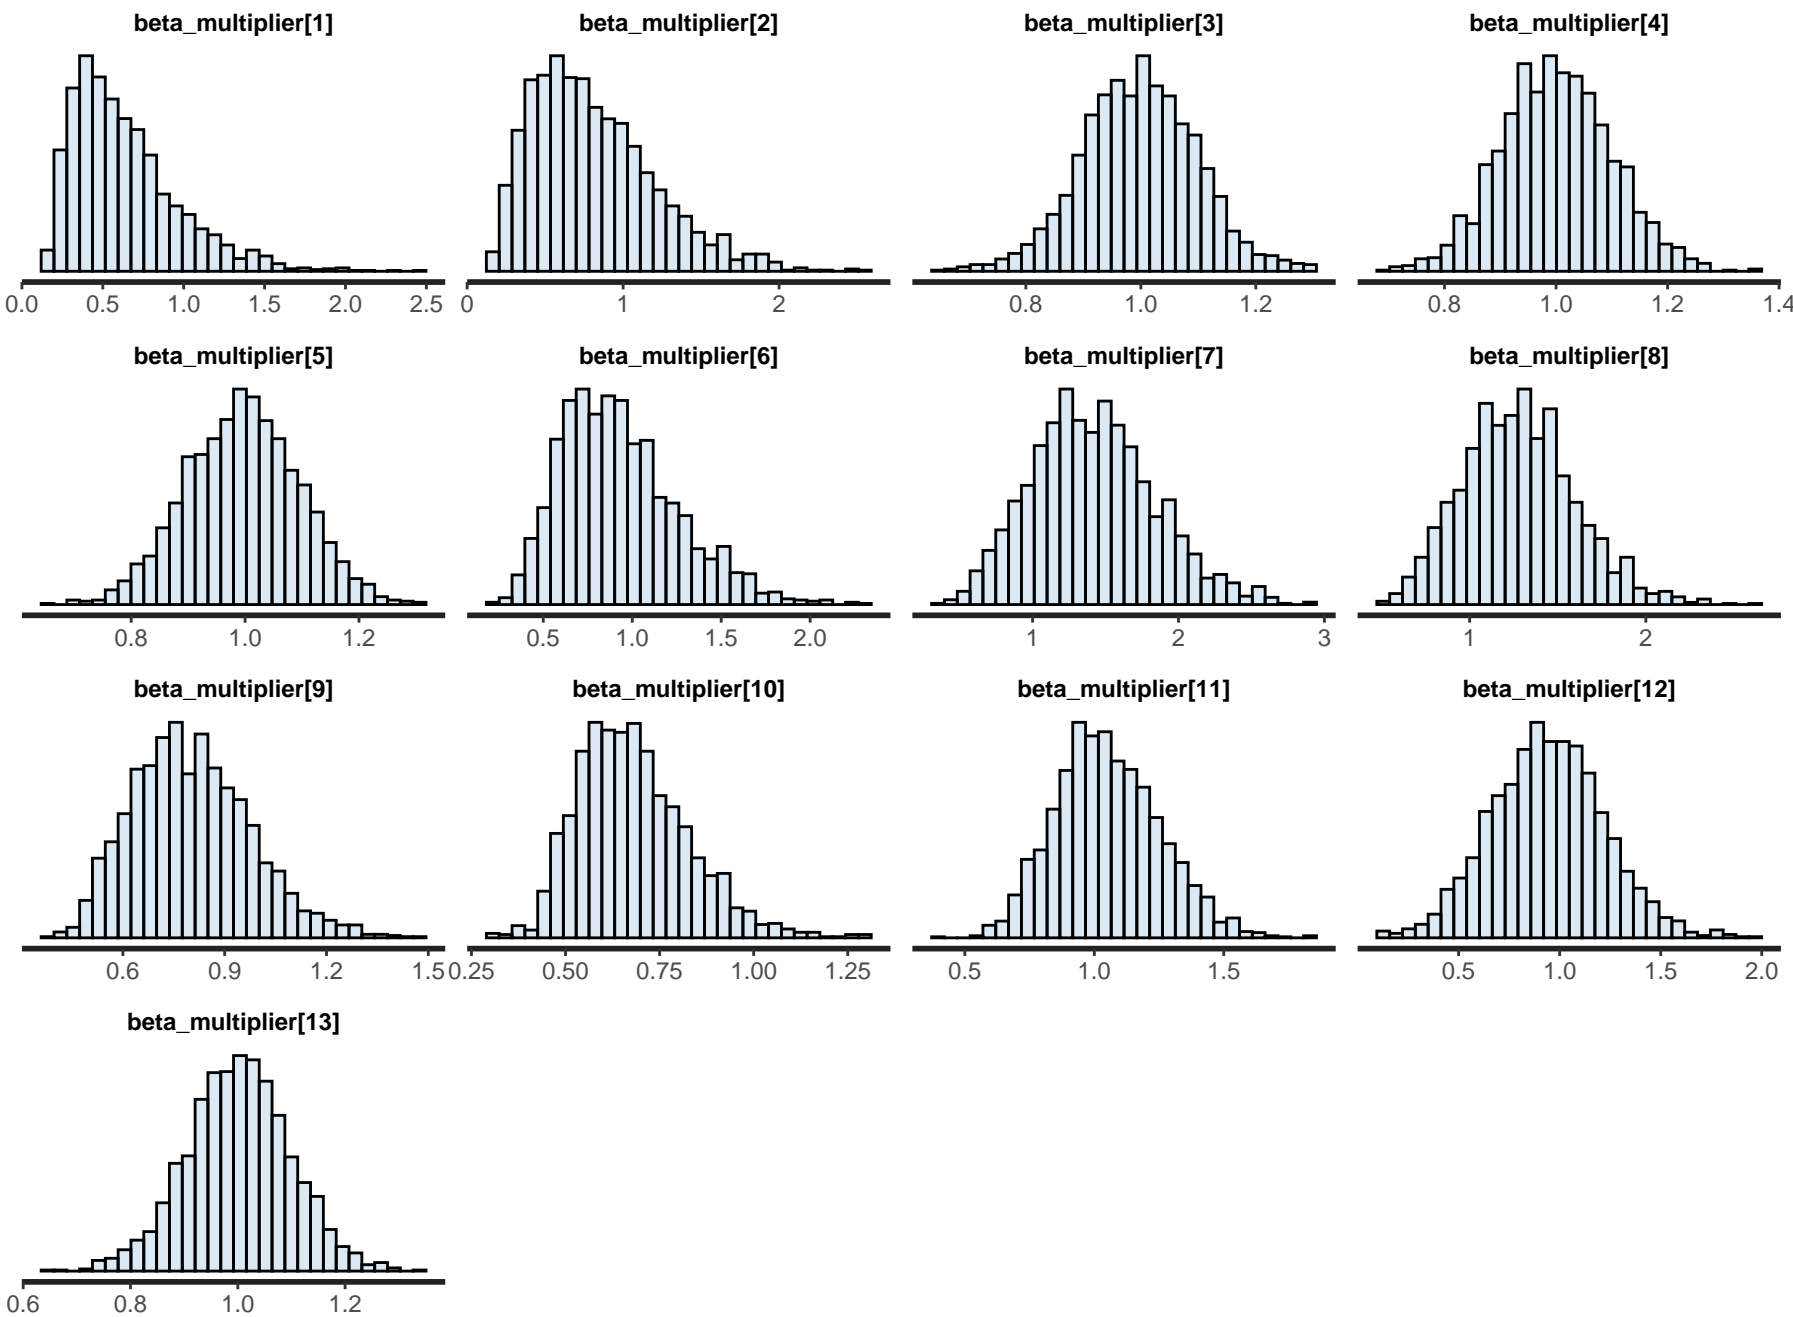 beta_multiplier[1] beta_multiplier[2] beta_multiplier[3] beta_multiplier[4]
0.0 0.5 1.0 1.5 2.0 2.5 0 1 2 0.8 1.0 1.2 0.8 1.0 1.2 1.4
beta_multiplier[5] beta_multiplier[6] beta_multiplier[7] beta_multiplier[8]
0.8 1.0 1.2 0.5 1.0 1.5 2.0 1 2 3 1 2
beta_multiplier[9] beta_multiplier[10] beta_multiplier[11] beta_multiplier[12]
0.6 0.9 1.2 1.5 0.25 0.50 0.75 1.00 1.25 0.5 1.0 1.5 0.5 1.0 1.5 2.0
beta_multiplier[13]
0.6 0.8 1.0 1.2